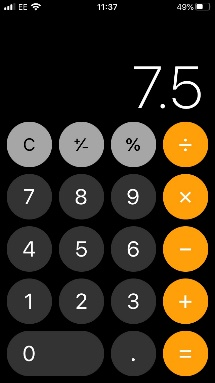 EE 11:37 49%
7.5
C ⁺⁄₋ % ÷
7 8 9 ×
4 5 6 −
1 2 3 +
0 . =